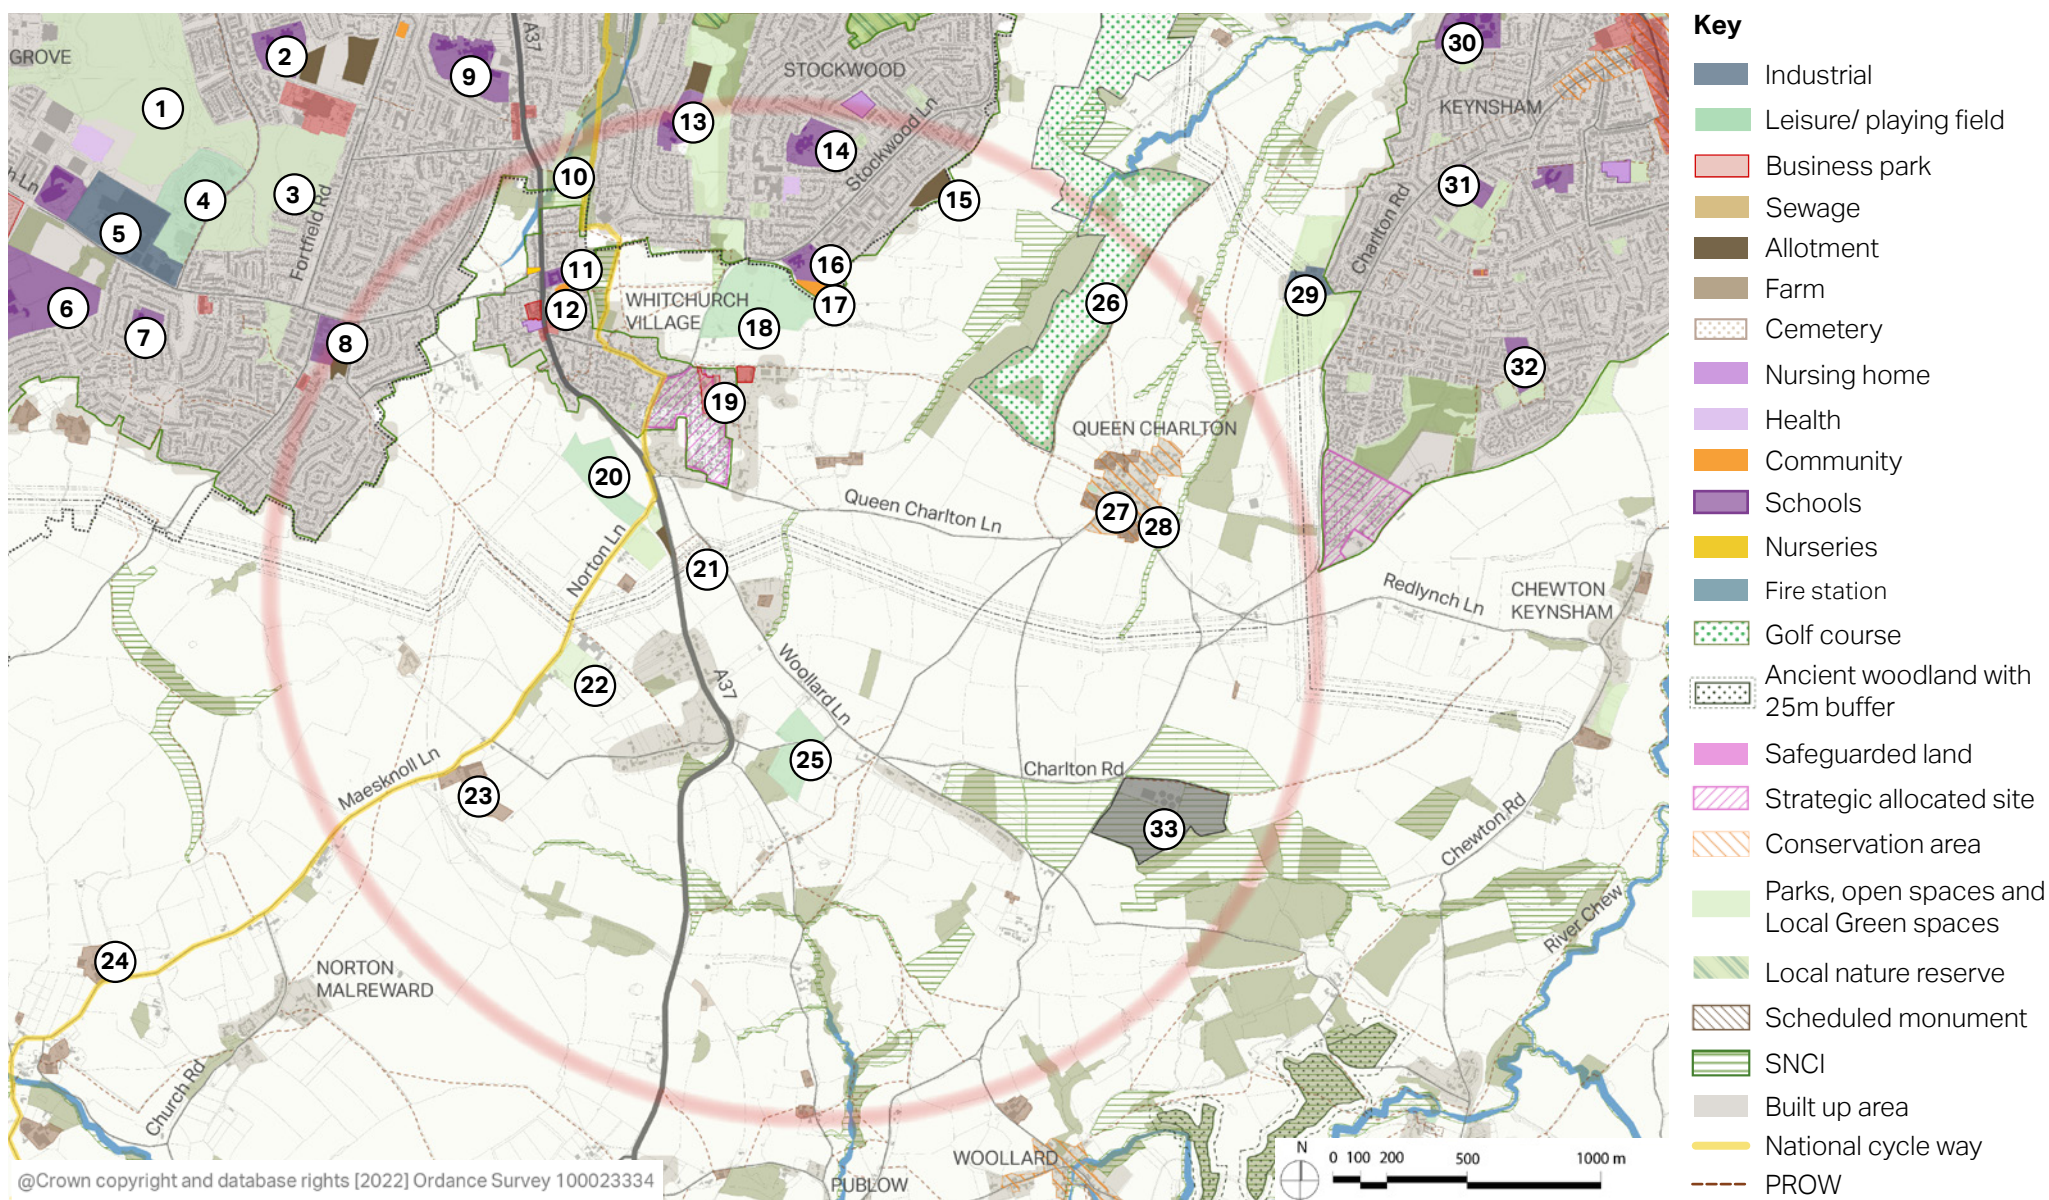 GROVE
A37
STOCKWOOD
Stockwood Ln
KEYNSHAM
Charlton Rd
h Ln
Fortfield Rd
WHITCHURCH
VILLAGE
QUEEN CHARLTON
Queen Charlton Ln
Norton Ln
Redlynch Ln
CHEWTON
KEYNSHAM
A37
Woollard Ln
Maesknoll Ln
Charlton Rd
Chewton Rd
River Chew
NORTON
MALREWARD
Church Rd
WOOLLARD
PUBLOW
1
2
3
4
5
6
7
8
9
10
11
12
13
14
15
16
17
18
19
20
21
22
23
24
25
26
27
28
29
30
31
32
33
@Crown copyright and database rights [2022] Ordance Survey 100023334
N
0 100 200 500 1000 m
Key
Industrial
Leisure/ playing field
Business park
Sewage
Allotment
Farm
Cemetery
Nursing home
Health
Community
Schools
Nurseries
Fire station
Golf course
Ancient woodland with
25m buffer
Safeguarded land
Strategic allocated site
Conservation area
Parks, open spaces and
Local Green spaces
Local nature reserve
Scheduled monument
SNCI
Built up area
National cycle way
PROW